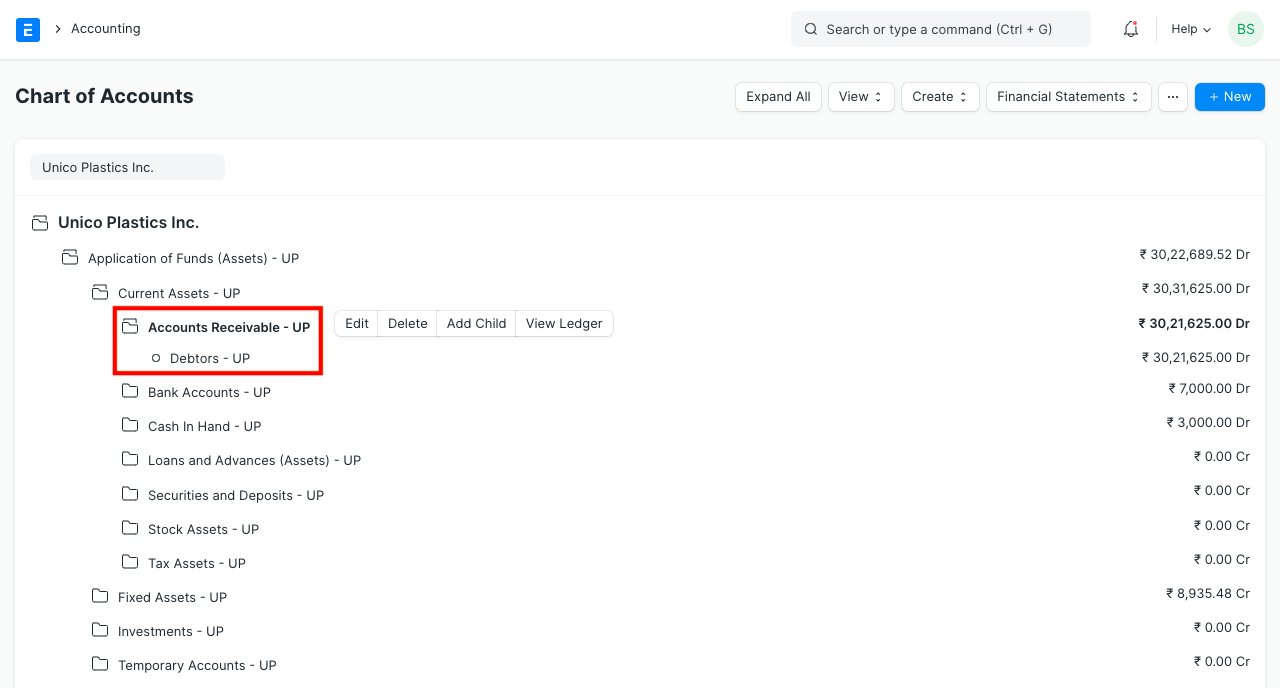 E > Accounting Search or type a command (Ctrl + G) Help BS
Chart of Accounts Expand All View Create Financial Statements ... + New
Unico Plastics Inc.
Unico Plastics Inc.
Application of Funds (Assets) - UP ₹ 30,22,689.52 Dr
Current Assets - UP ₹ 30,31,625.00 Dr
Accounts Receivable - UP Edit Delete Add Child View Ledger ₹ 30,21,625.00 Dr
Debtors - UP ₹ 30,21,625.00 Dr
Bank Accounts - UP ₹ 7,000.00 Dr
Cash In Hand - UP ₹ 3,000.00 Dr
Loans and Advances (Assets) - UP ₹ 0.00 Cr
Securities and Deposits - UP ₹ 0.00 Cr
Stock Assets - UP ₹ 0.00 Cr
Tax Assets - UP ₹ 0.00 Cr
Fixed Assets - UP ₹ 8,935.48 Cr
Investments - UP ₹ 0.00 Cr
Temporary Accounts - UP ₹ 0.00 Cr